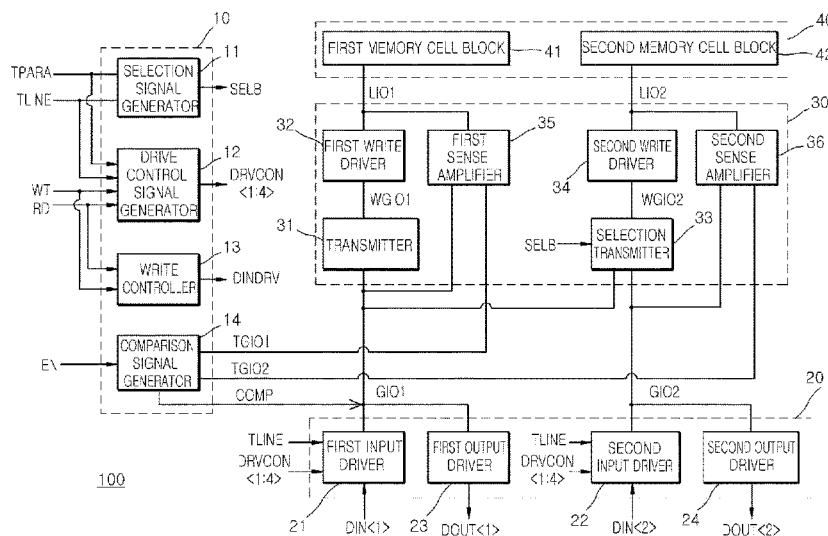 10
11
TPARA
TLINE
SELECTION
SIGNAL
GENERATOR
SELB
12
DRIVE
CONTROL
SIGNAL
GENERATOR
WT
RD
DRVCON
<1:4>
13
WRITE
CONTROLLER
DINDRV
14
COMPARISON
SIGNAL
GENERATOR
EN
TGIO1
TGIO2
COMP
40
FIRST MEMORY CELL BLOCK
41
SECOND MEMORY CELL BLOCK
42
LIO1
LIO2
30
32
FIRST WRITE
DRIVER
35
FIRST
SENSE
AMPLIFIER
SECOND WRITE
DRIVER
34
SECOND
SENSE
AMPLIFIER
36
WGIO1
WGIO2
31
TRANSMITTER
SELB
SELECTION
TRANSMITTER
33
GIO1
GIO2
20
TLINE
DRVCON
<1:4>
FIRST INPUT
DRIVER
FIRST OUTPUT
DRIVER
TLINE
DRVCON
<1:4>
SECOND
INPUT DRIVER
SECOND OUTPUT
DRIVER
100
21
DIN<1>
23
DOUT<1>
22
DIN<2>
24
DOUT<2>